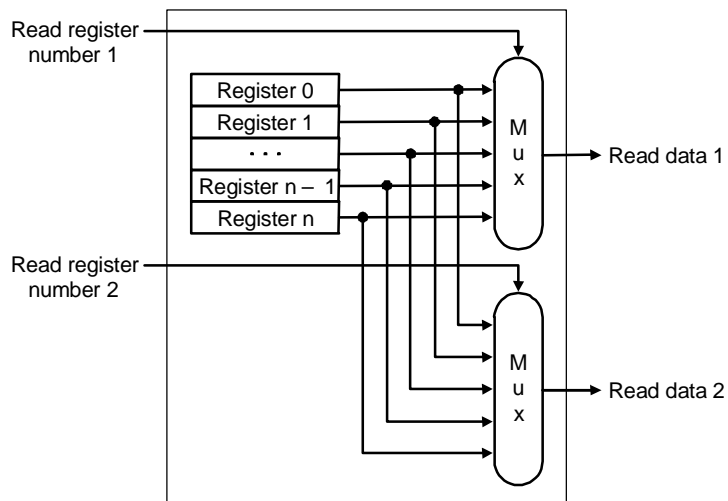 Read register
number 1
Register 0
Register 1
. . .
Register n – 1
Register n
M
u
x
Read data 1
Read register
number 2
M
u
x
Read data 2